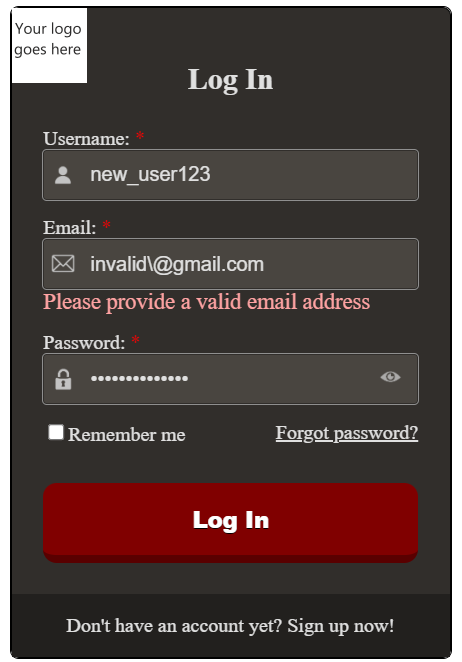 Your logo
goes here
Log In
Username: *
new_user123
Email: *
invalid\@gmail.com
Please provide a valid email address
Password: *
••••••••••••••
Remember me
Forgot password?
Log In
Don't have an account yet? Sign up now!